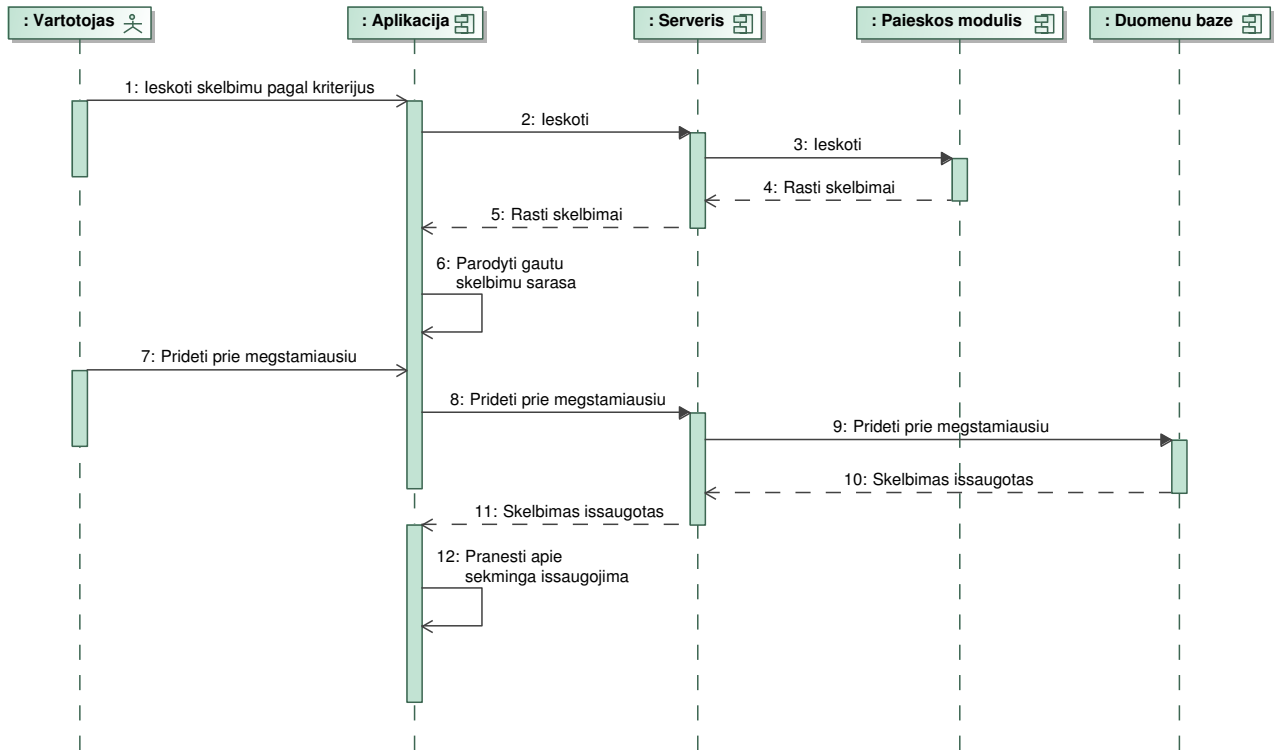 : Vartotojas
: Aplikacija
: Serveris
: Paieskos modulis
: Duomenu baze
1: Ieskoti skelbimu pagal kriterijus
2: Ieskoti
3: Ieskoti
4: Rasti skelbimai
5: Rasti skelbimai
6: Parodyti gautu
skelbimu sarasa
7: Prideti prie megstamiausiu
8: Prideti prie megstamiausiu
9: Prideti prie megstamiausiu
10: Skelbimas issaugotas
11: Skelbimas issaugotas
12: Pranesti apie
sekminga issaugojima